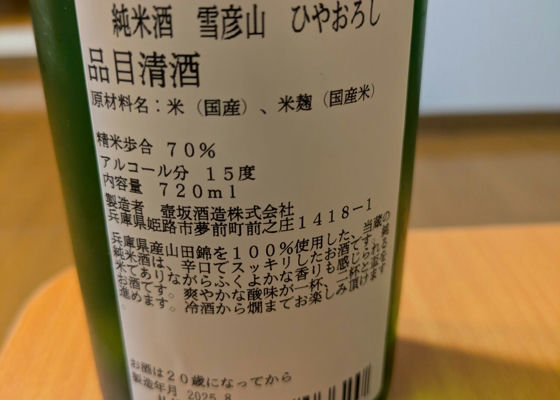 純米酒　雪彦山　ひやおろし
品目清酒
原材料名：米（国産）、米麹（国産米）
精米歩合　７０％
アルコール分　１５度
内容量　７２０ｍｌ
製造者　壺坂酒造株式会社
兵庫県姫路市夢前町前之庄１４１８－１
兵庫県産山田錦を１００％使用した、当蔵の
純米酒は、辛口でスッキリしたお酒で、
米でありながらふくよかな香りも感じ
お酒です。爽やかな酸味が一杯、一杯と
進めます。冷酒から燗までお楽しみ頂けます
。
お酒は２０歳になってから
製造年月　2025.8